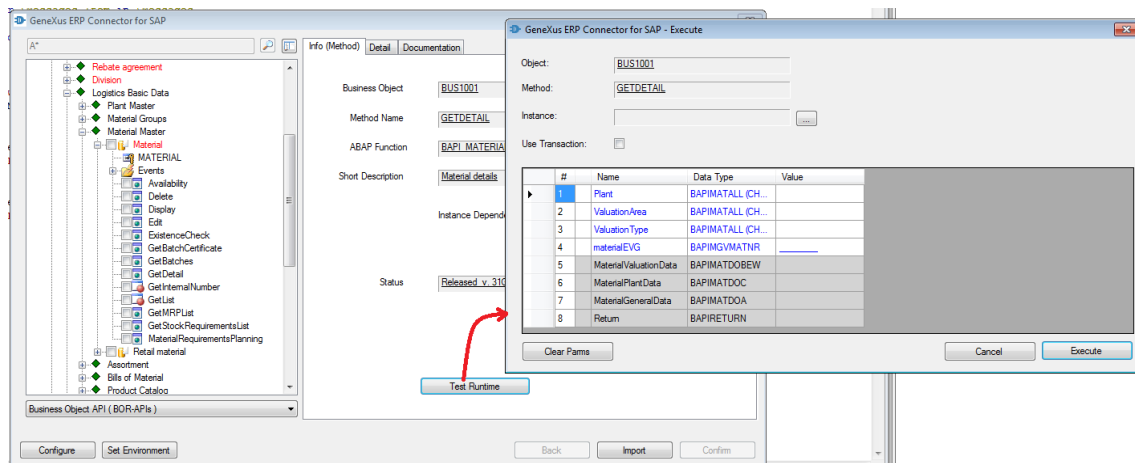 GeneXus ERP Connector for SAP
A*
Rebate agreement
Division
Logistics Basic Data
Plant Master
Material Groups
Material Master
Material
MATERIAL
Events
Availability
Delete
Display
Edit
ExistenceCheck
GetBatchCertificate
GetBatches
GetDetail
GetInternalNumber
GetList
GetMRPList
GetStockRequirementsList
MaterialRequirementsPlanning
Retail material
Assortment
Bills of Material
Product Catalog
Business Object API ( BOR-APIs )
Configure
Set Environment
Info (Method)
Detail
Documentation
Business Object BUS1001
Method Name GETDETAIL
ABAP Function BAPI_MATERIA
Short Description Material details
Instance Depende
Status Released v. 310
Test Runtime
Back
Import
Confirm
GeneXus ERP Connector for SAP - Execute
Object: BUS1001
Method: GETDETAIL
Instance: ...
Use Transaction:
# Name Data Type Value
1 Plant BAPIMATALL (CH...
2 ValuationArea BAPIMATALL (CH...
3 ValuationType BAPIMATALL (CH...
4 materialEVG BAPIMGVMATNR
5 MaterialValuationData BAPIMATDOBEW
6 MaterialPlantData BAPIMATDOC
7 MaterialGeneralData BAPIMATDOA
8 Return BAPIRETURN
Clear Parms
Cancel
Execute